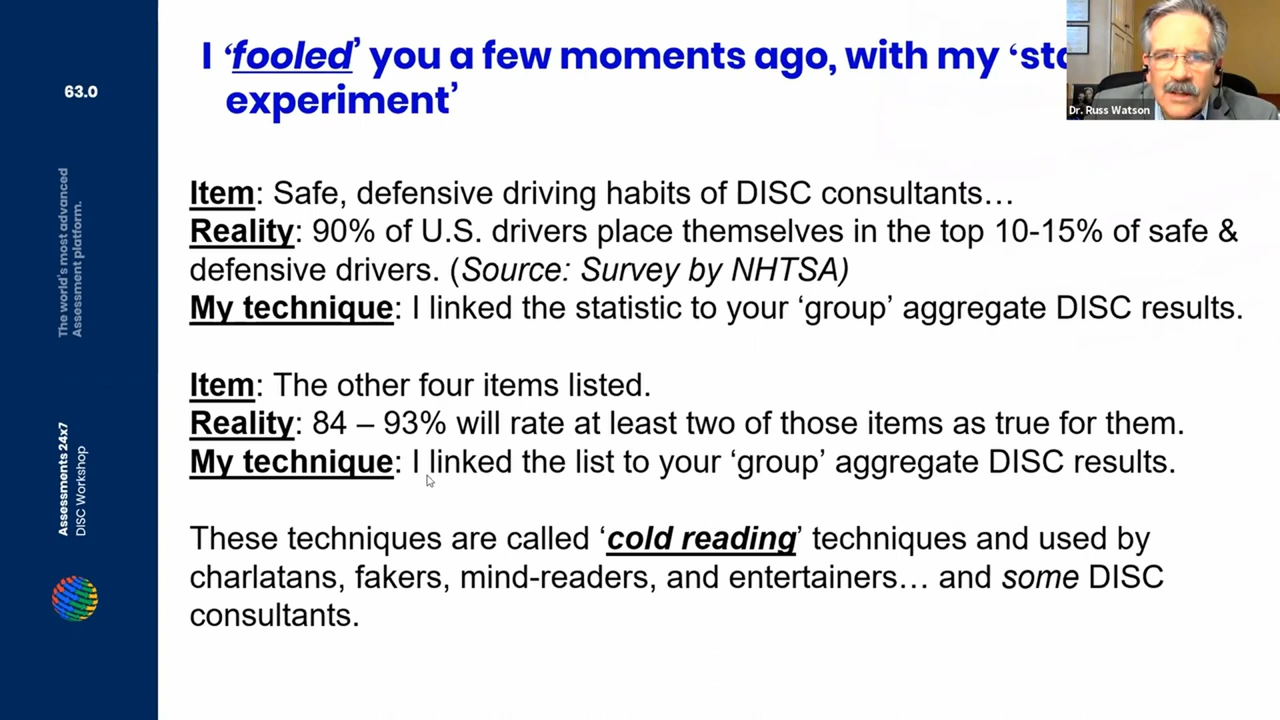 I ‘fooled’ you a few moments ago, with my
experiment’
63.0
Dr. Russ Watson
The world's most advanced
Assessment platform.
Item: Safe, defensive driving habits of DISC consultants…
Reality: 90% of U.S. drivers place themselves in the top 10-15% of safe &
defensive drivers. (Source: Survey by NHTSA)
My technique: I linked the statistic to your ‘group’ aggregate DISC results.
Item: The other four items listed.
Reality: 84 – 93% will rate at least two of those items as true for them.
My technique: I linked the list to your ‘group’ aggregate DISC results.
Assessments 24x7
DISC Workshop
These techniques are called ‘cold reading’ techniques and used by
charlatans, fakers, mind-readers, and entertainers… and some DISC
consultants.